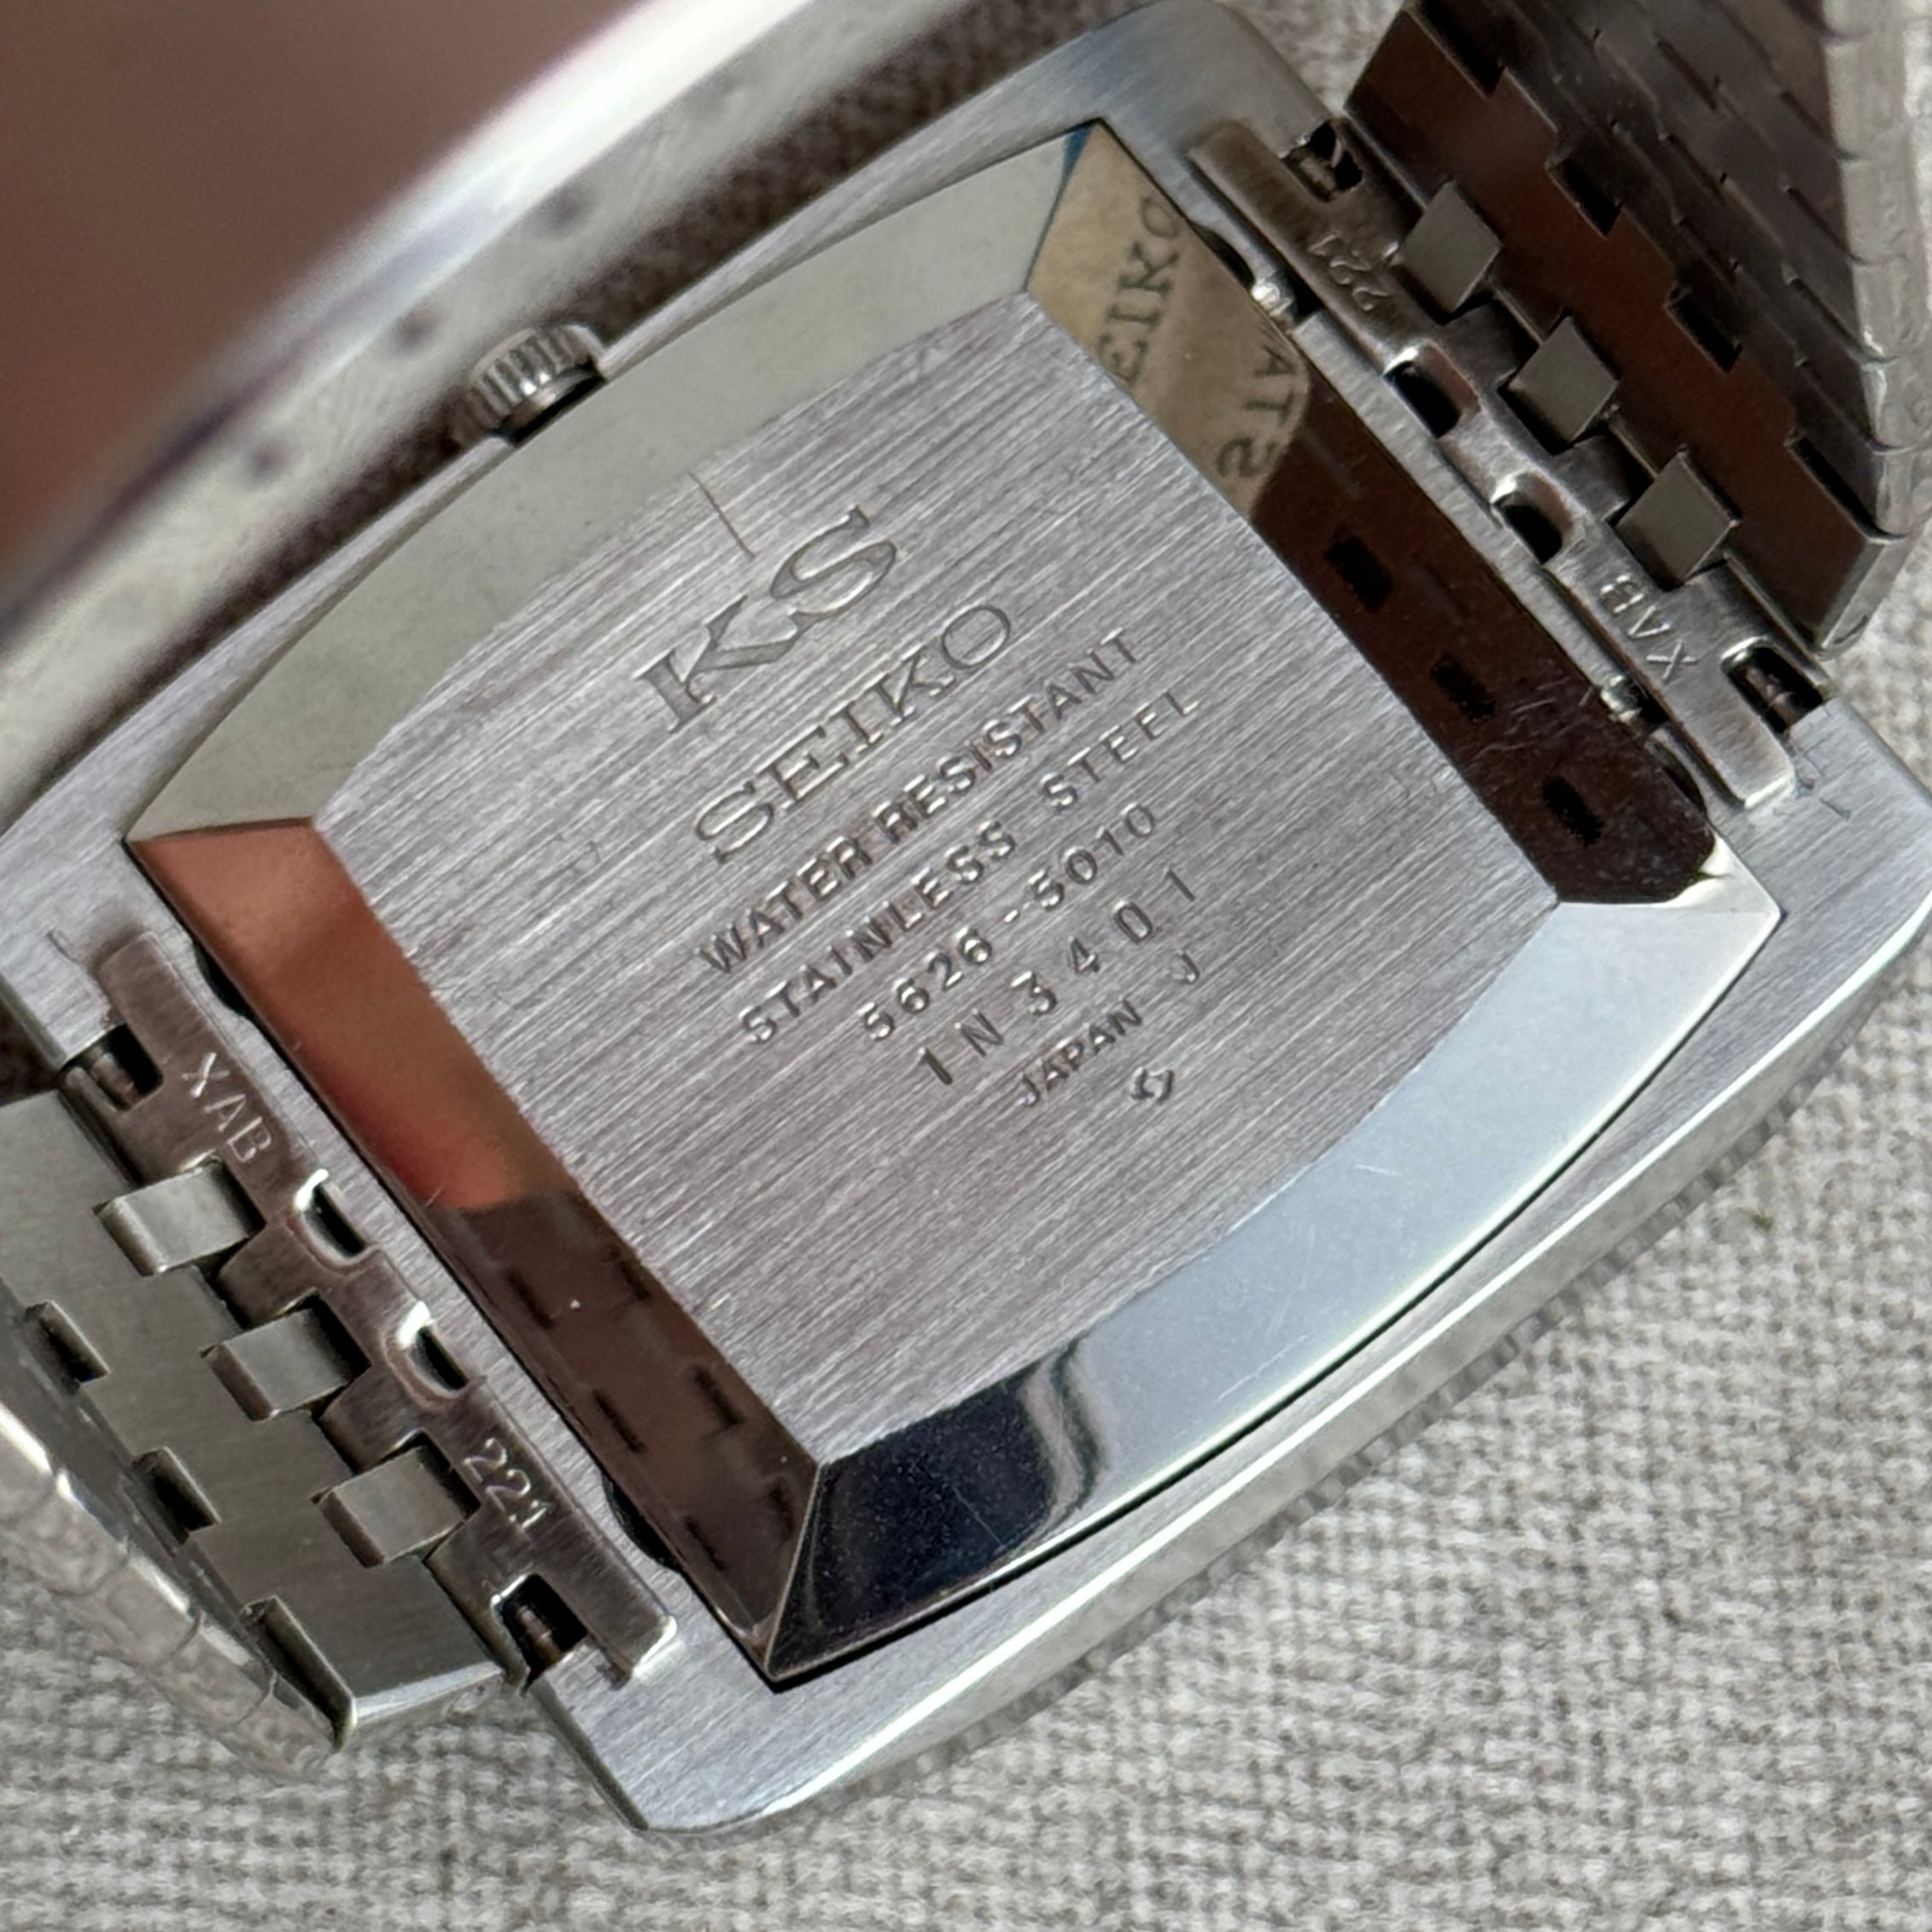 KS
SEIKO
WATER RESISTANT
STAINLESS STEEL
5626-5010
1N3401
JAPAN J
XAB
221
221
XAB
SEIKO